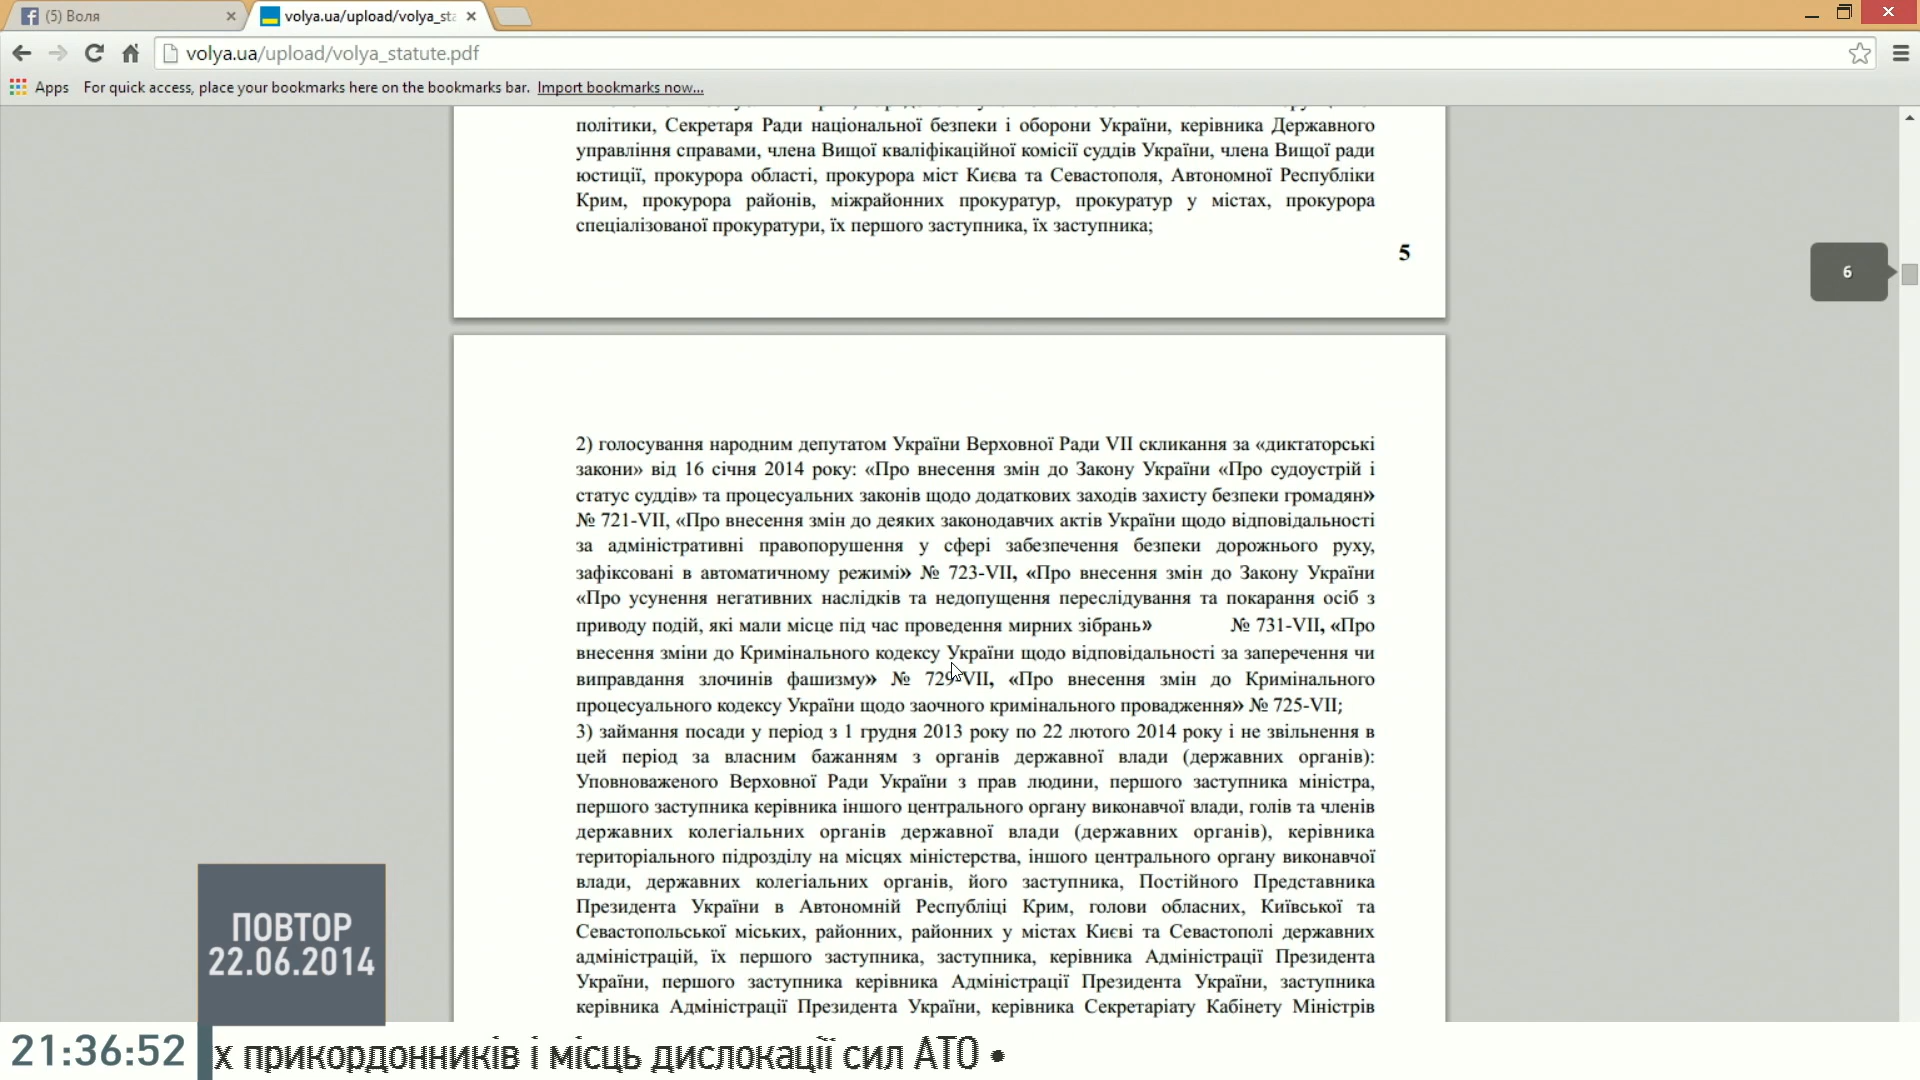 (5) Воля
volya.ua/upload/volya_st
volya.ua/upload/volya_statute.pdf
Apps For quick access, place your bookmarks here on the bookmarks bar. Import bookmarks now...
політики, Секретаря Ради національної безпеки і оборони України, керівника Державного
управління справами, члена Вищої кваліфікаційної комісії суддів України, члена Вищої ради
юстиції, прокурора області, прокурора міст Києва та Севастополя, Автономної Республіки
Крим, прокурора районів, міжрайонних прокуратур, прокуратур у містах, прокурора
спеціалізованої прокуратури, їх першого заступника, їх заступника;
5
6
2) голосування народним депутатом України Верховної Ради VII скликання за «диктаторські
закони» від 16 січня 2014 року: «Про внесення змін до Закону України «Про судоустрій і
статус суддів» та процесуальних законів щодо додаткових заходів захисту безпеки громадян»
№ 721-VII, «Про внесення змін до деяких законодавчих актів України щодо відповідальності
за адміністративні правопорушення у сфері забезпечення безпеки дорожнього руху,
зафіксовані в автоматичному режимі» № 723-VII, «Про внесення змін до Закону України
«Про усунення негативних наслідків та недопущення переслідування та покарання осіб з
приводу подій, які мали місце під час проведення мирних зібрань» № 731-VII, «Про
внесення зміни до Кримінального кодексу України щодо відповідальності за заперечення чи
виправдання злочинів фашизму» № 729-VII, «Про внесення змін до Кримінального
процесуального кодексу України щодо заочного кримінального провадження» № 725-VII;
3) займання посади у період з 1 грудня 2013 року по 22 лютого 2014 року і не звільнення в
цей період за власним бажанням з органів державної влади (державних органів):
Уповноваженого Верховної Ради України з прав людини, першого заступника міністра,
першого заступника керівника іншого центрального органу виконавчої влади, голів та членів
державних колегіальних органів державної влади (державних органів), керівника
територіального підрозділу на місцях міністерства, іншого центрального органу виконавчої
влади, державних колегіальних органів, його заступника, Постійного Представника
Президента України в Автономній Республіці Крим, голови обласних, Київської та
Севастопольської міських, районних, районних у містах Києві та Севастополі державних
адміністрацій, їх першого заступника, заступника, керівника Адміністрації Президента
України, першого заступника керівника Адміністрації Президента України, заступника
керівника Адміністрації Президента України, керівника Секретаріату Кабінету Міністрів
ПОВТОР
22.06.2014
21:36:52 х прикордонників і місць дислокації сил АТО •